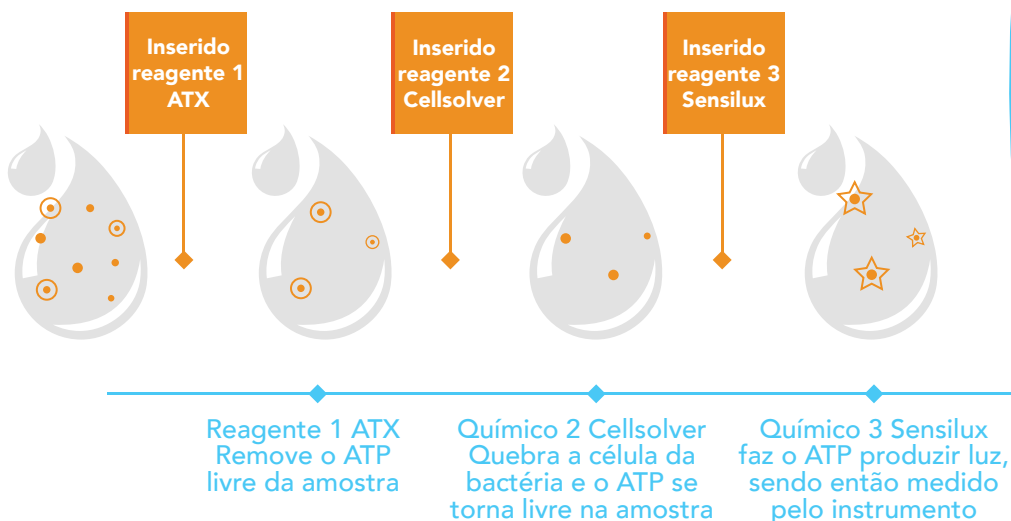 Inserido
reagente 1
ATX
Inserido
reagente 2
Cellsolver
Inserido
reagente 3
Sensilux
Reagente 1 ATX
Remove o ATP
livre da amostra
Químico 2 Cellsolver
Quebra a célula da
bactéria e o ATP se
torna livre na amostra
Químico 3 Sensilux
faz o ATP produzir luz,
sendo então medido
pelo instrumento